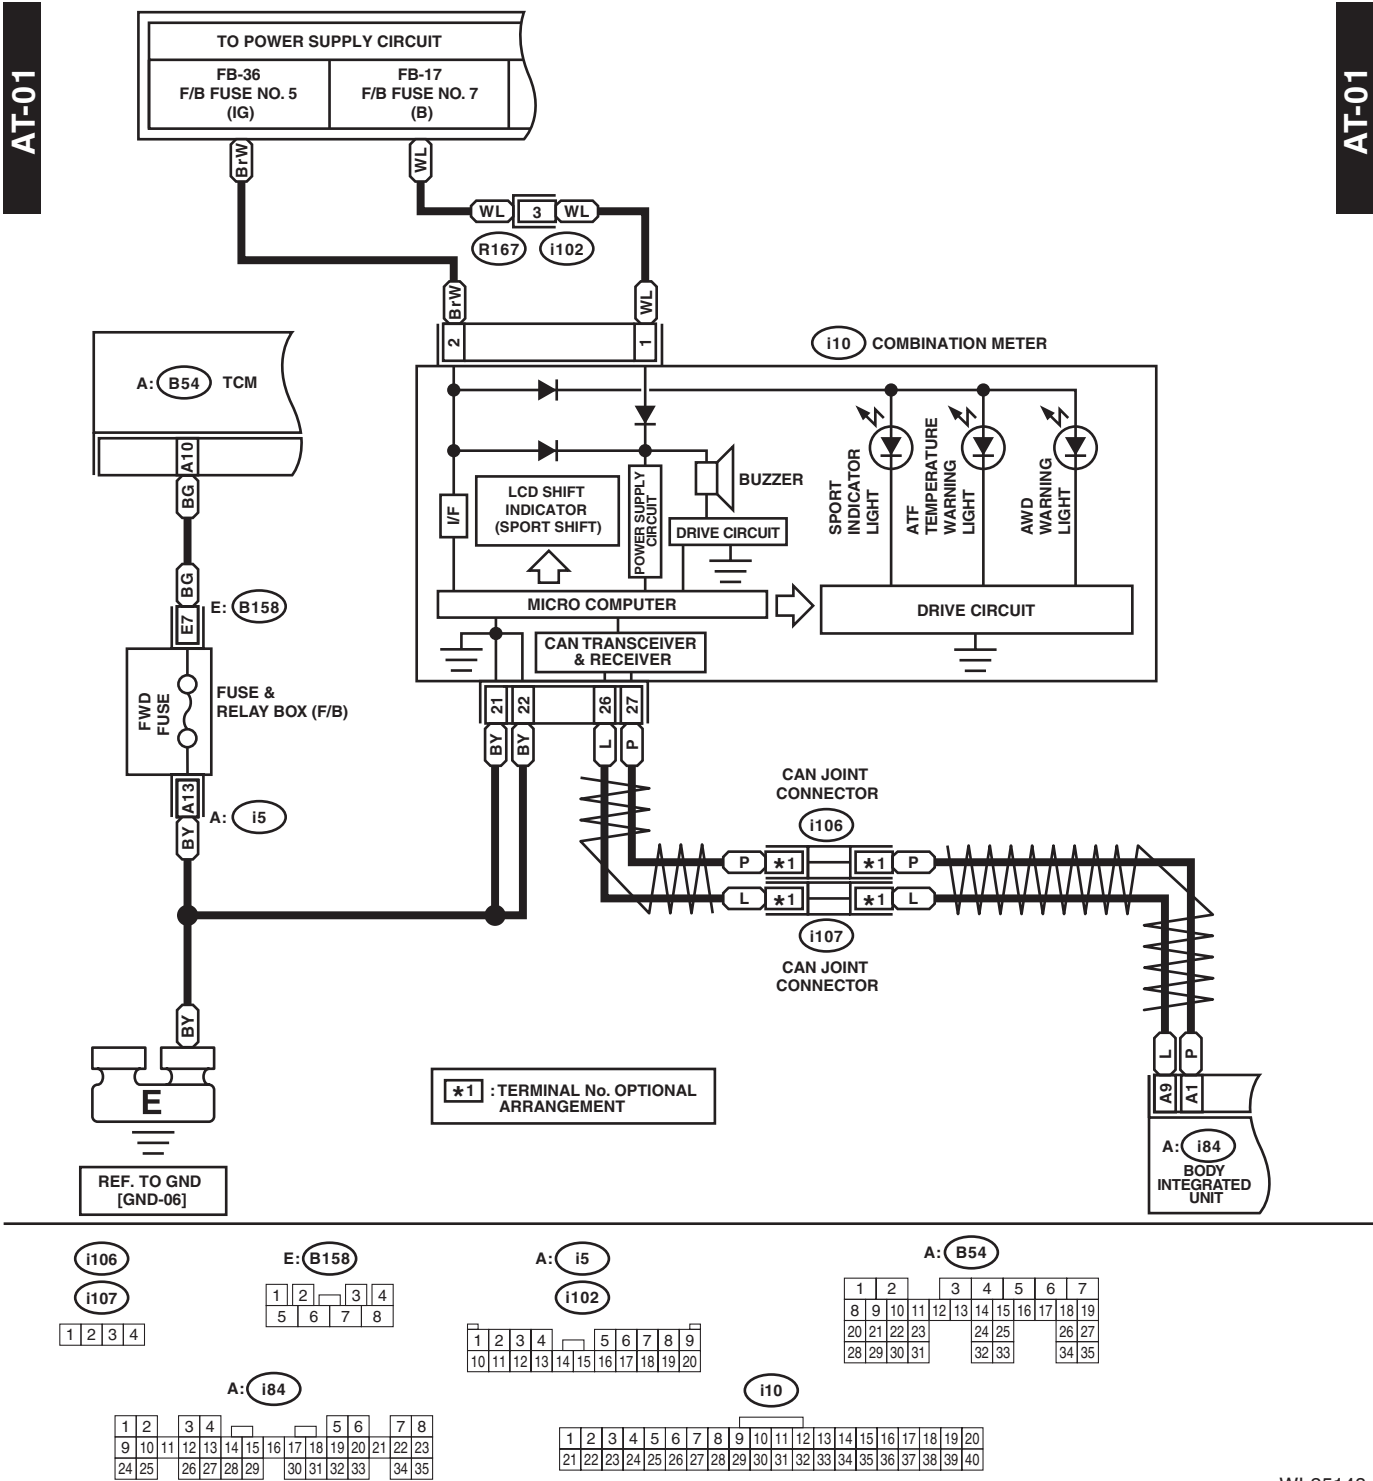 AT-01
AT-01
TO POWER SUPPLY CIRCUIT
FB-36
F/B FUSE NO. 5
(IG)
FB-17
F/B FUSE NO. 7
(B)
BrW
WL
WL
3
WL
R167
i102
BrW
WL
2
1
i10
COMBINATION METER
A:
B54
TCM
A10
BG
BG
E7
E:
B158
FWD
FUSE
FUSE &
RELAY BOX (F/B)
A13
A:
i5
BY
I/F
LCD SHIFT
INDICATOR
(SPORT SHIFT)
POWER SUPPLY
CIRCUIT
BUZZER
DRIVE CIRCUIT
SPORT
INDICATOR
LIGHT
ATF
TEMPERATURE
WARNING
LIGHT
AWD
WARNING
LIGHT
MICRO COMPUTER
DRIVE CIRCUIT
CAN TRANSCEIVER
& RECEIVER
21
22
26
27
BY
BY
L
P
CAN JOINT
CONNECTOR
i106
P
*1
*1
P
L
*1
*1
L
i107
CAN JOINT
CONNECTOR
BY
E
REF. TO GND
[GND-06]
*1 : TERMINAL No. OPTIONAL
ARRANGEMENT
L
P
A9
A1
A:
i84
BODY
INTEGRATED
UNIT
i106
i107
1 2 3 4
E: B158
1 2 3 4
5 6 7 8
A: i5
i102
1 2 3 4 5 6 7 8 9
10 11 12 13 14 15 16 17 18 19 20
A: B54
1 2 3 4 5 6 7
8 9 10 11 12 13 14 15 16 17 18 19
20 21 22 23 24 25 26 27
28 29 30 31 32 33 34 35
A: i84
1 2 3 4 5 6 7 8
9 10 11 12 13 14 15 16 17 18 19 20 21 22 23
24 25 26 27 28 29 30 31 32 33 34 35
i10
1 2 3 4 5 6 7 8 9 10 11 12 13 14 15 16 17 18 19 20
21 22 23 24 25 26 27 28 29 30 31 32 33 34 35 36 37 38 39 40